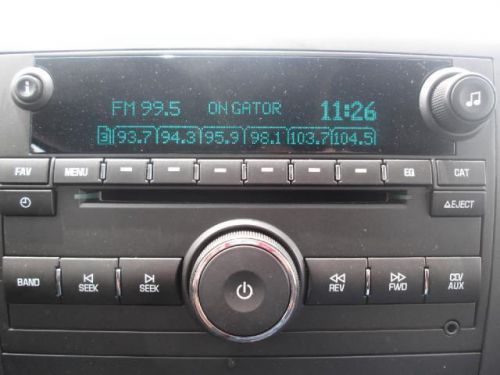 FM 99.5 ON GATOR 11:26
3 93.7 94.3 95.9 98.1 103.7 104.5
FAV MENU EQ CAT
EJECT
BAND SEEK SEEK REV FWD CD/AUX